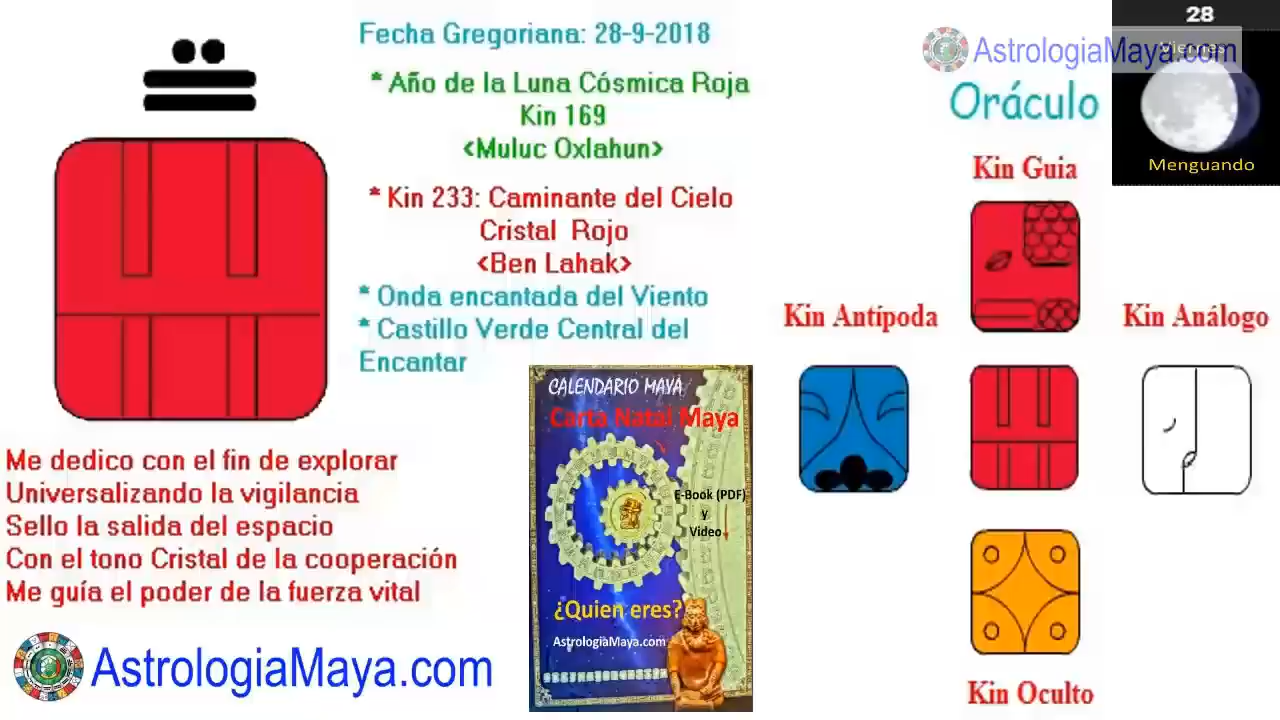 Fecha Gregoriana: 28-9-2018
* Año de la Luna Cósmica Roja
Kin 169
<Muluc Oxlahun>
* Kin 233: Caminante del Cielo
Cristal Rojo
<Ben Lahak>
* Onda encantada del Viento
* Castillo Verde Central del
Encantar
Me dedico con el fin de explorar
Universalizando la vigilancia
Sello la salida del espacio
Con el tono Cristal de la cooperación
Me guía el poder de la fuerza vital
AstrologiaMaya.com
CALENDARIO MAYA
Carta Natal Maya
E-Book (PDF)
y
Video
¿Quien eres?
AstrologiaMaya.com
28
Viernes
AstrologiaMaya.com
Menguando
Oráculo
Kin Guia
Kin Antípoda
Kin Análogo
Kin Oculto